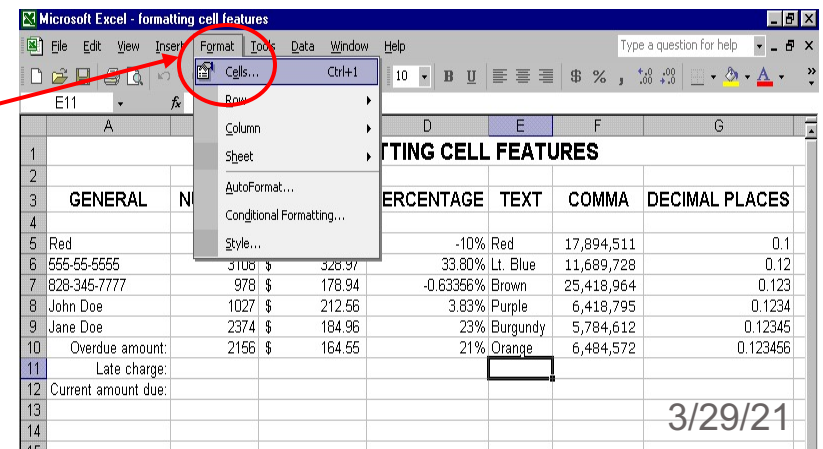 Microsoft Excel - formatting cell features
File Edit View Insert Format Tools Data Window Help Type a question for help
Cells... Ctrl+1 10 B U $ % ,
E11 fx Row
Column
Sheet
AutoFormat...
Conditional Formatting...
Style...
A D E F G
1 TTING CELL FEATURES
2
3 GENERAL ERCENTAGE TEXT COMMA DECIMAL PLACES
4
5 Red -10% Red 17,894,511 0.1
6 555-55-5555 3108 $ 328.97 33.80% Lt. Blue 11,689,728 0.12
7 828-345-7777 978 $ 178.94 -0.63356% Brown 25,418,964 0.123
8 John Doe 1027 $ 212.56 3.83% Purple 6,418,795 0.1234
9 Jane Doe 2374 $ 184.96 23% Burgundy 5,784,612 0.12345
10 Overdue amount: 2156 $ 164.55 21% Orange 6,484,572 0.123456
11 Late charge:
12 Current amount due:
13
14
3/29/21